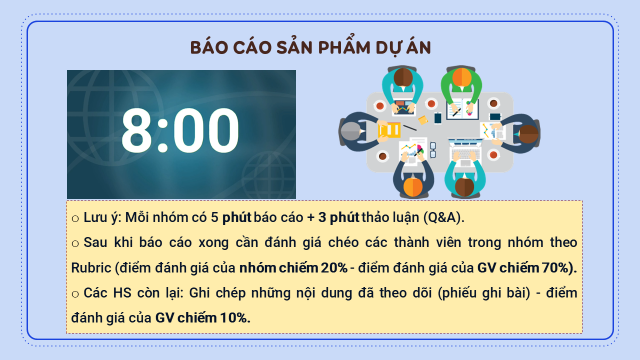 BÁO CÁO SẢN PHẨM DỰ ÁN
8:00
○ Lưu ý: Mỗi nhóm có 5 phút báo cáo + 3 phút thảo luận (Q&A).
○ Sau khi báo cáo xong cần đánh giá chéo các thành viên trong nhóm theo
Rubric (điểm đánh giá của nhóm chiếm 20% - điểm đánh giá của GV chiếm 70%).
○ Các HS còn lại: Ghi chép những nội dung đã theo dõi (phiếu ghi bài) - điểm
đánh giá của GV chiếm 10%.